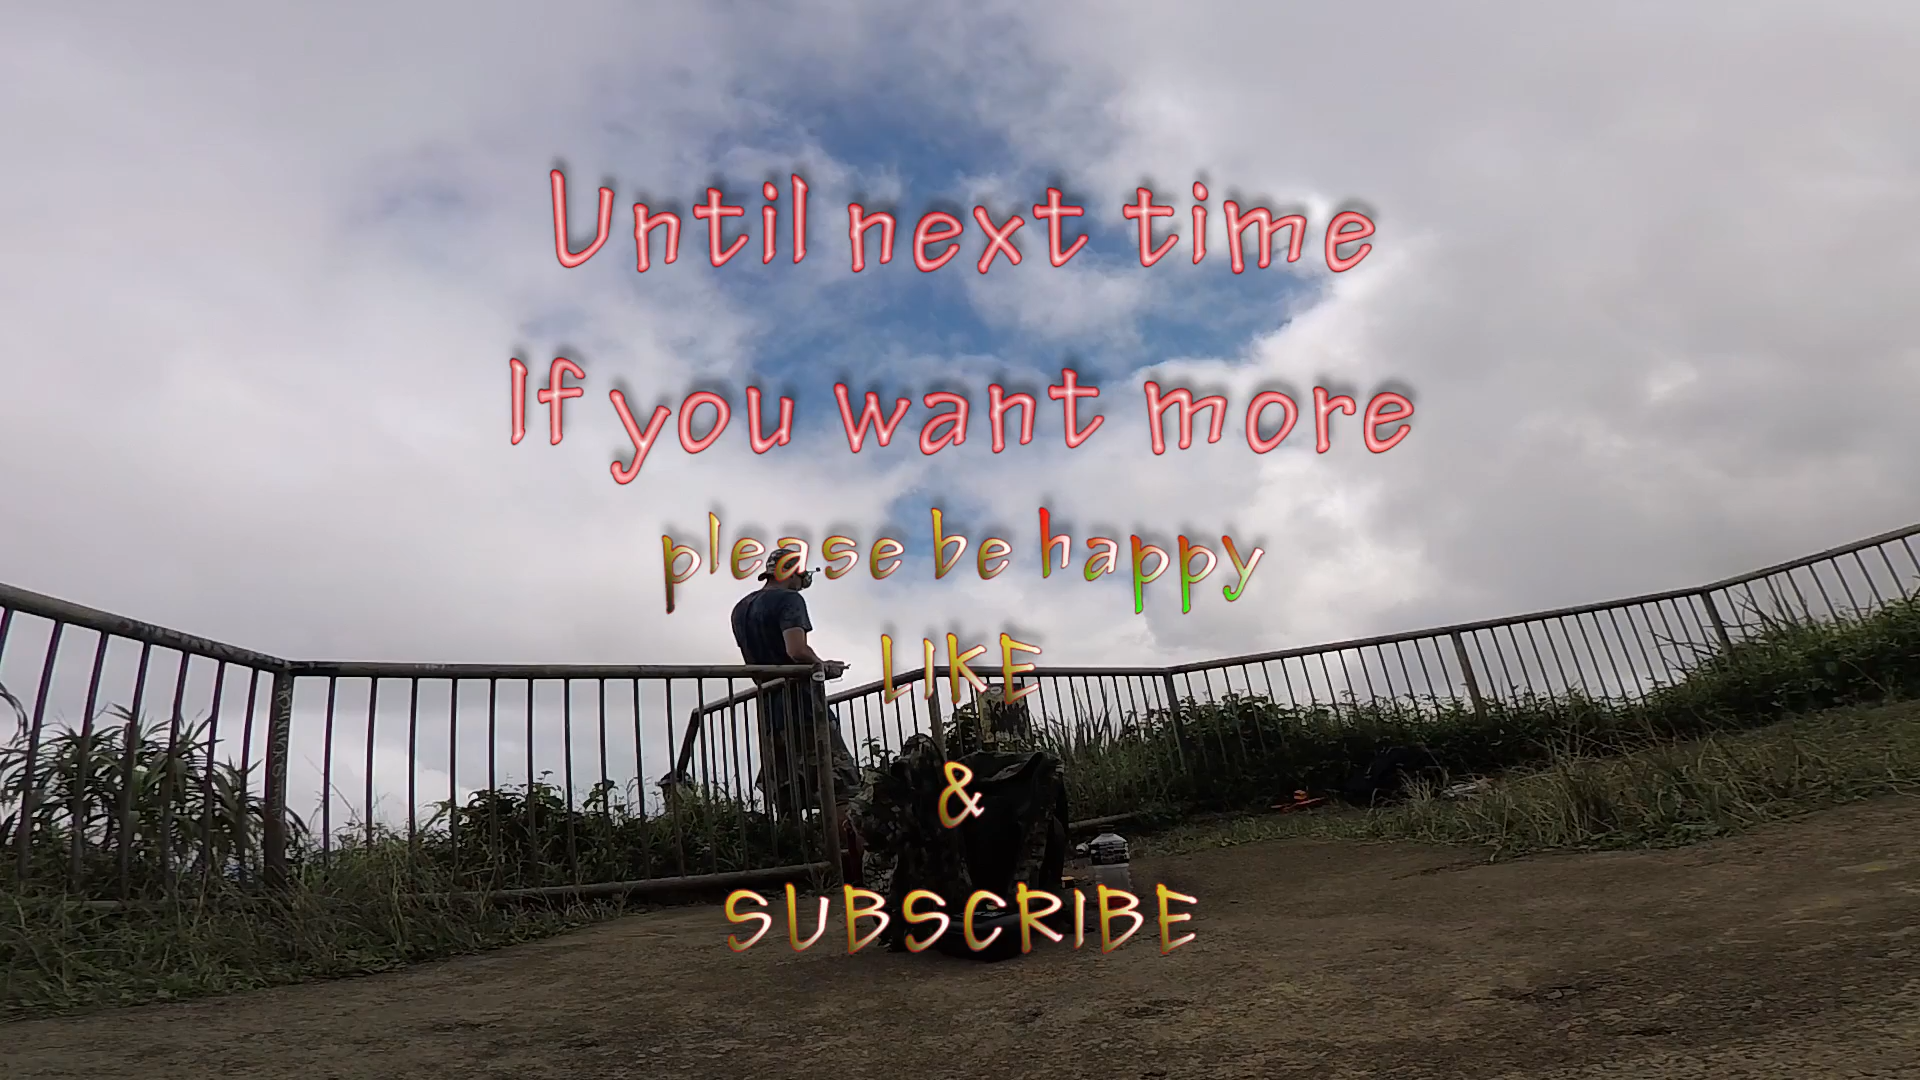 Until next time
If you want more
please be happy
LIKE
&
SUBSCRIBE